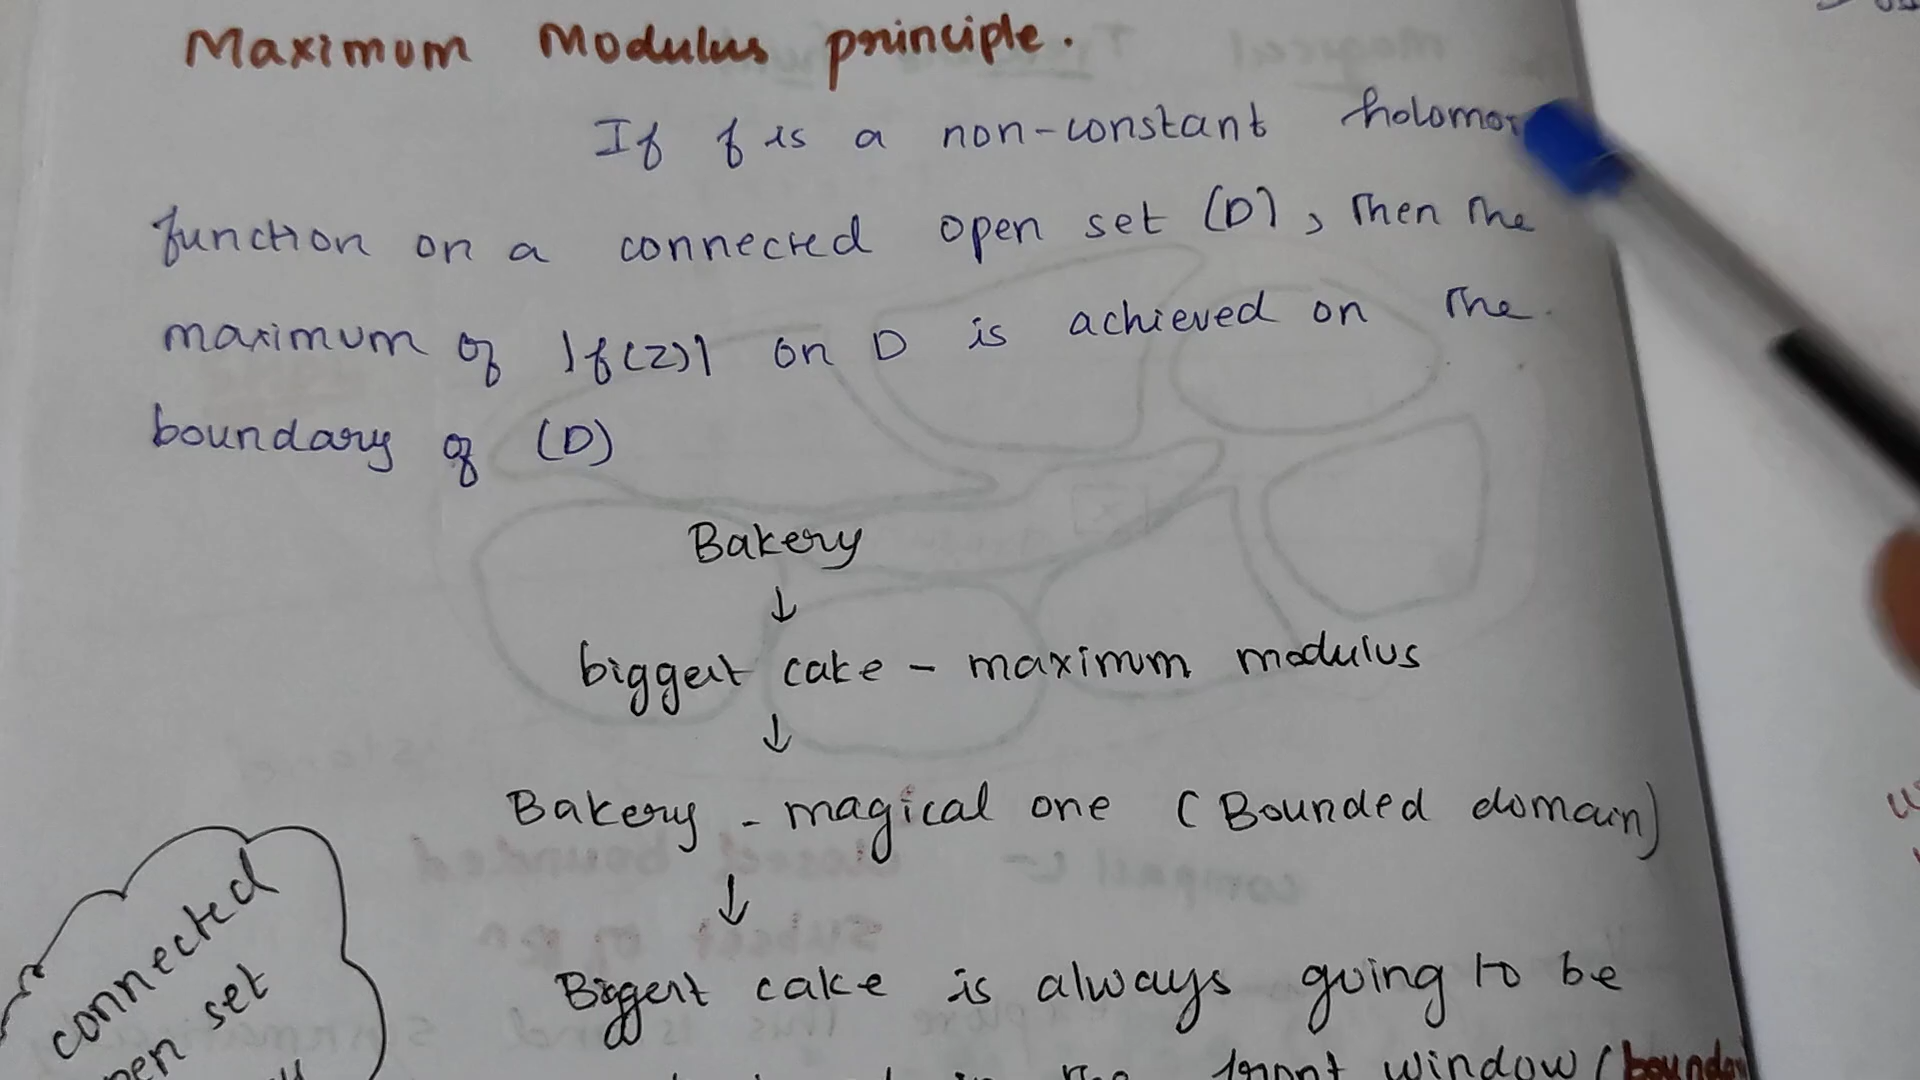 Maximum Modulus principle.
If f is a non-constant holomor
function on a connected open set (D), then the
maximum of |f(z)| on D is achieved on the
boundary of (D)
Bakery
↓
biggest cake - maximum modulus
↓
Bakery - magical one (Bounded domain)
↓
Biggest cake is always going to be
front window (bounda
connected
set